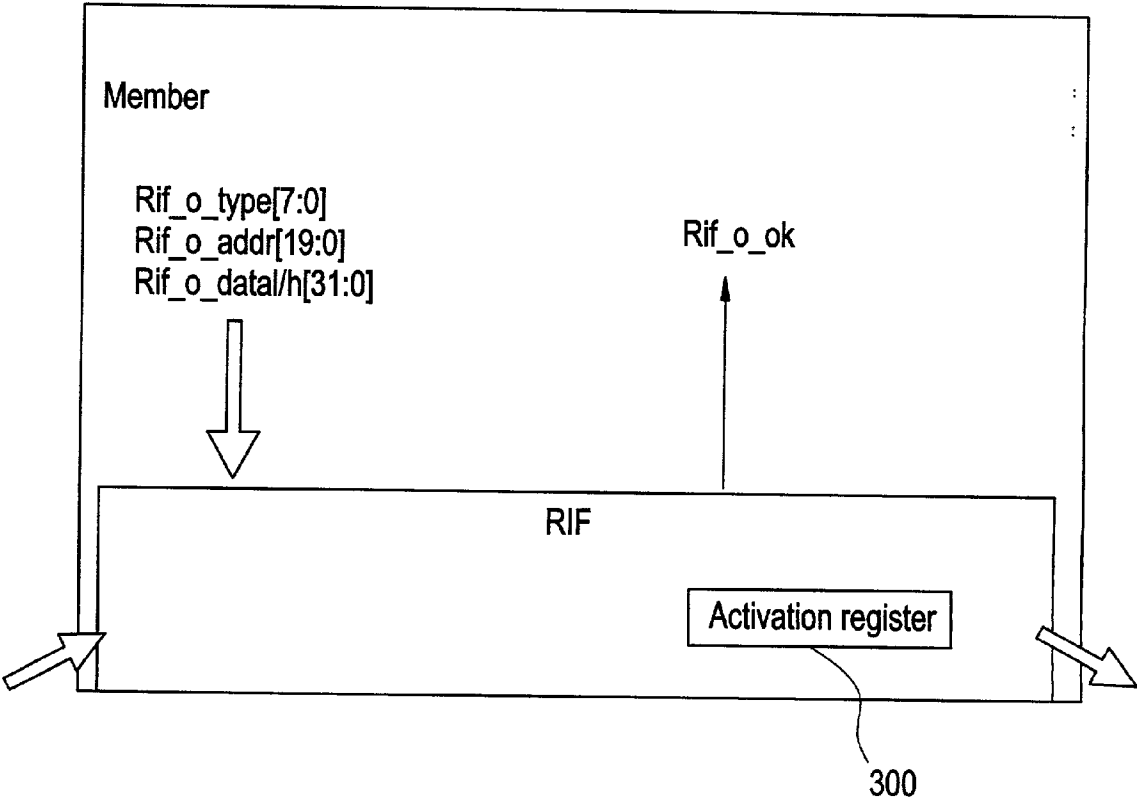 Member
Rif_o_type[7:0]
Rif_o_addr[19:0]
Rif_o_datal/h[31:0]
Rif_o_ok
RIF
Activation register
300